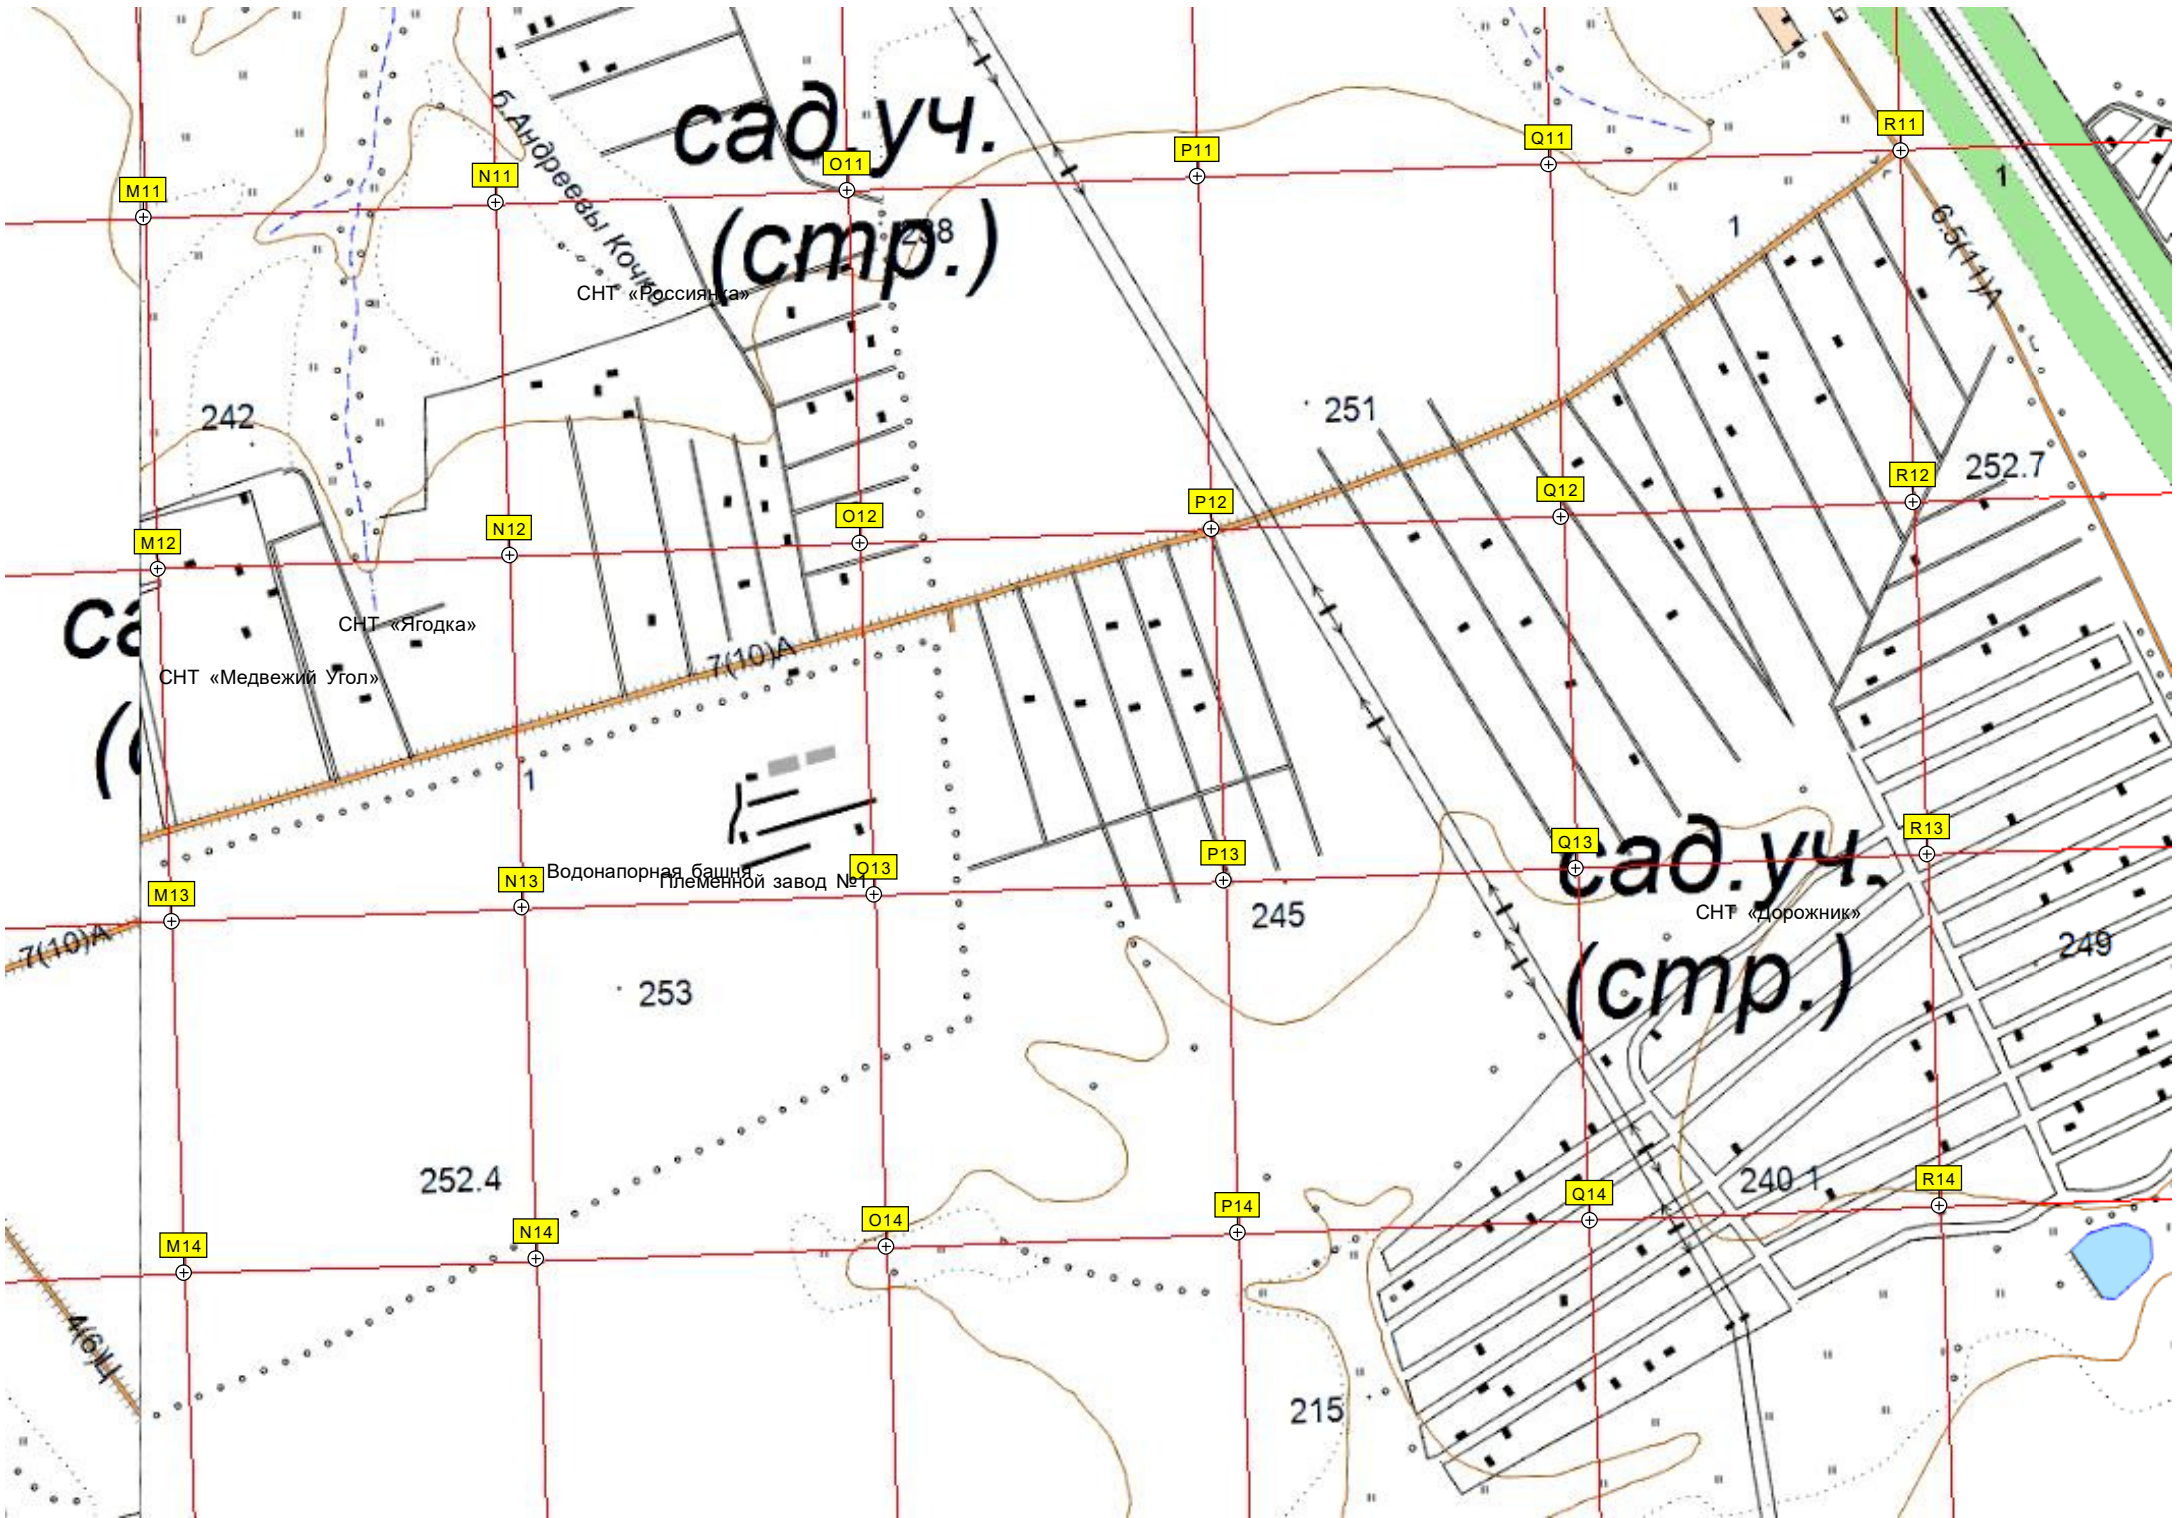 б.Андреевы Кочки
сад.уч.
(стр.)
238
M11
N11
O11
P11
Q11
R11
1
1
6.5(11)А
СНТ «Россиянка»
242
251
252.7
M12
N12
O12
P12
Q12
R12
са
(
СНТ «Ягодка»
СНТ «Медвежий Угол»
7(10)А
1
Водонапорная башня
Племенной завод №1
M13
N13
O13
P13
Q13
R13
сад.уч.
(стр.)
СНТ «Дорожник»
7(10)А
245
249
253
252.4
240.1
M14
N14
O14
P14
Q14
R14
4(6)Ц
215